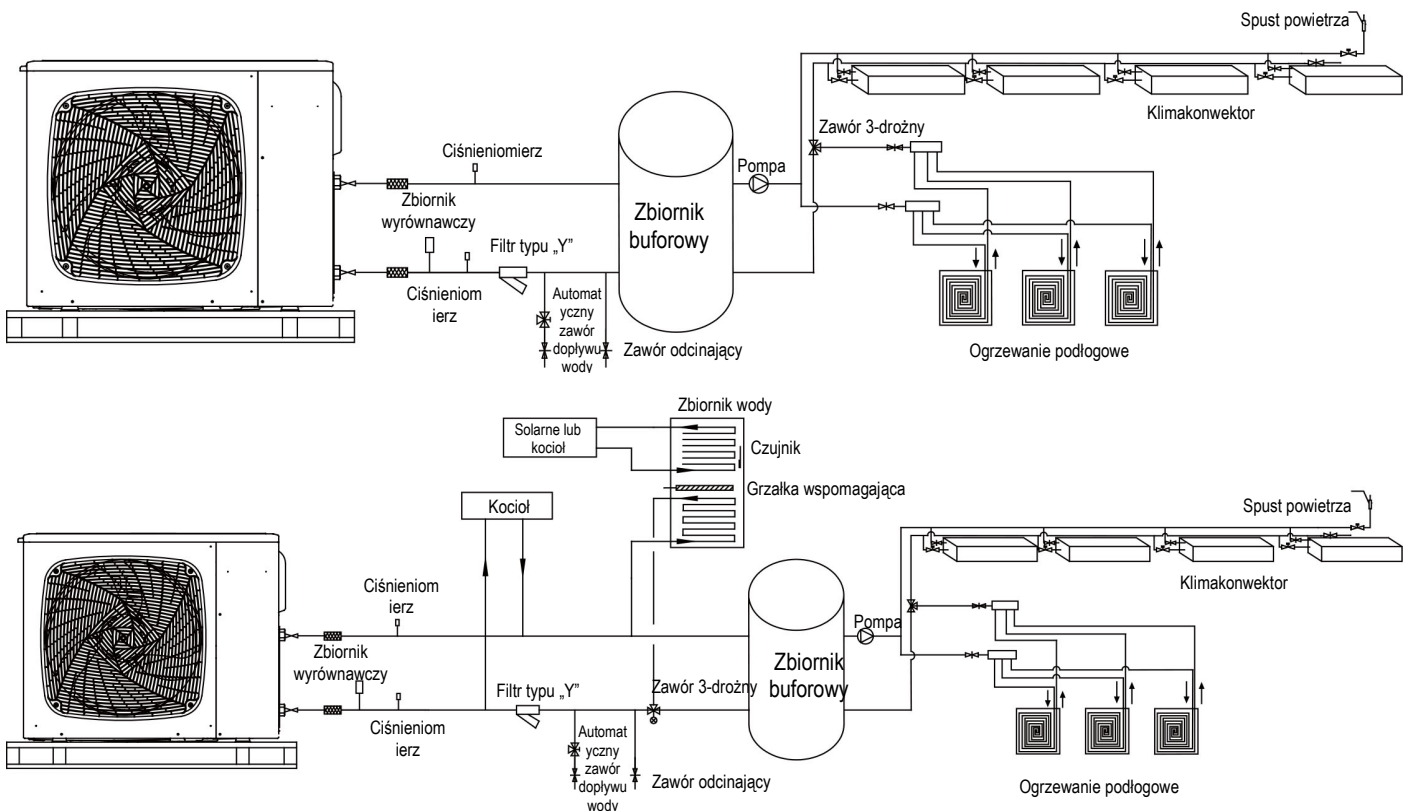 Spust powietrza
Klimakonwektor
Zawór 3-drożny
Ciśnieniomierz
Pompa
Zbiornik
wyrównawczy
Zbiornik
buforowy
Filtr typu „Y”
Ciśnieniom
ierz
Automat
yczny
zawór
dopływu
wody
Zawór odcinający
Ogrzewanie podłogowe
Zbiornik wody
Solarne lub
kocioł
Czujnik
Grzałka wspomagająca
Kocioł
Spust powietrza
Klimakonwektor
Ciśnieniom
ierz
Pompa
Zbiornik
wyrównawczy
Zbiornik
buforowy
Filtr typu „Y”
Zawór 3-drożny
Ciśnieniom
ierz
Automat
yczny
zawór
dopływu
wody
Zawór odcinający
Ogrzewanie podłogowe